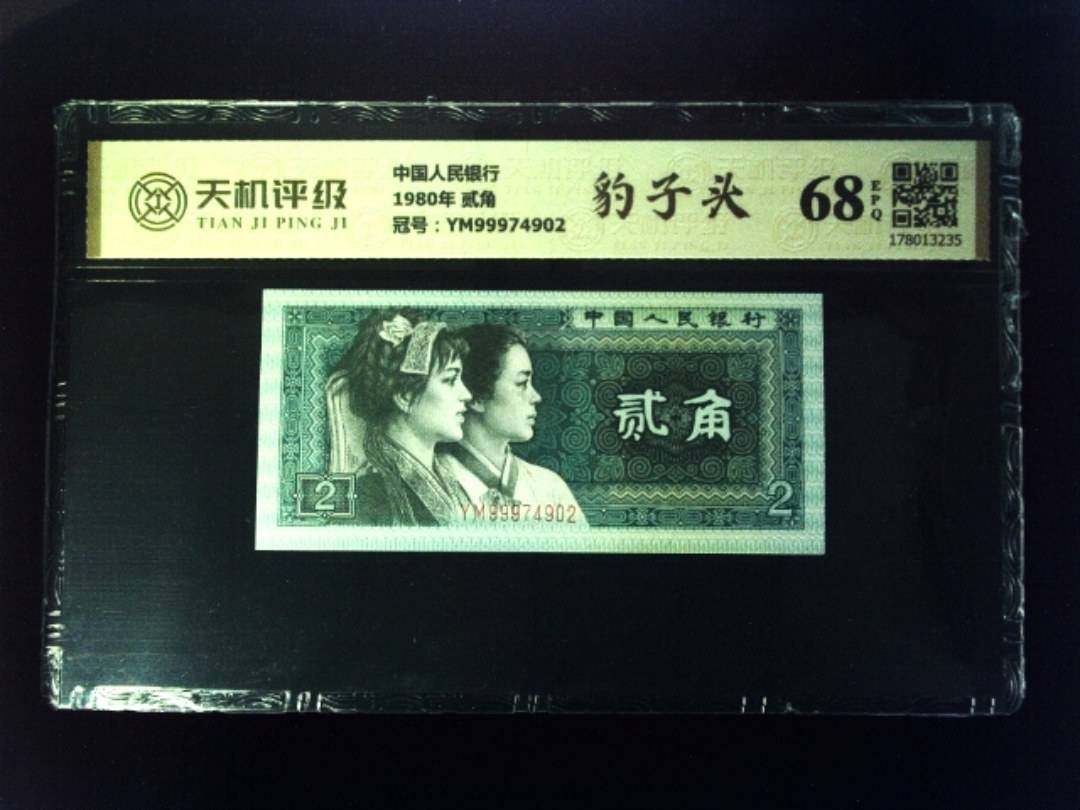 天机评级
TIAN JI PING JI
中国人民银行
1980年 贰角
冠号：YM99974902
豹子头
68
EPQ
178013235
中国人民银行
贰角
2
2
YM99974902